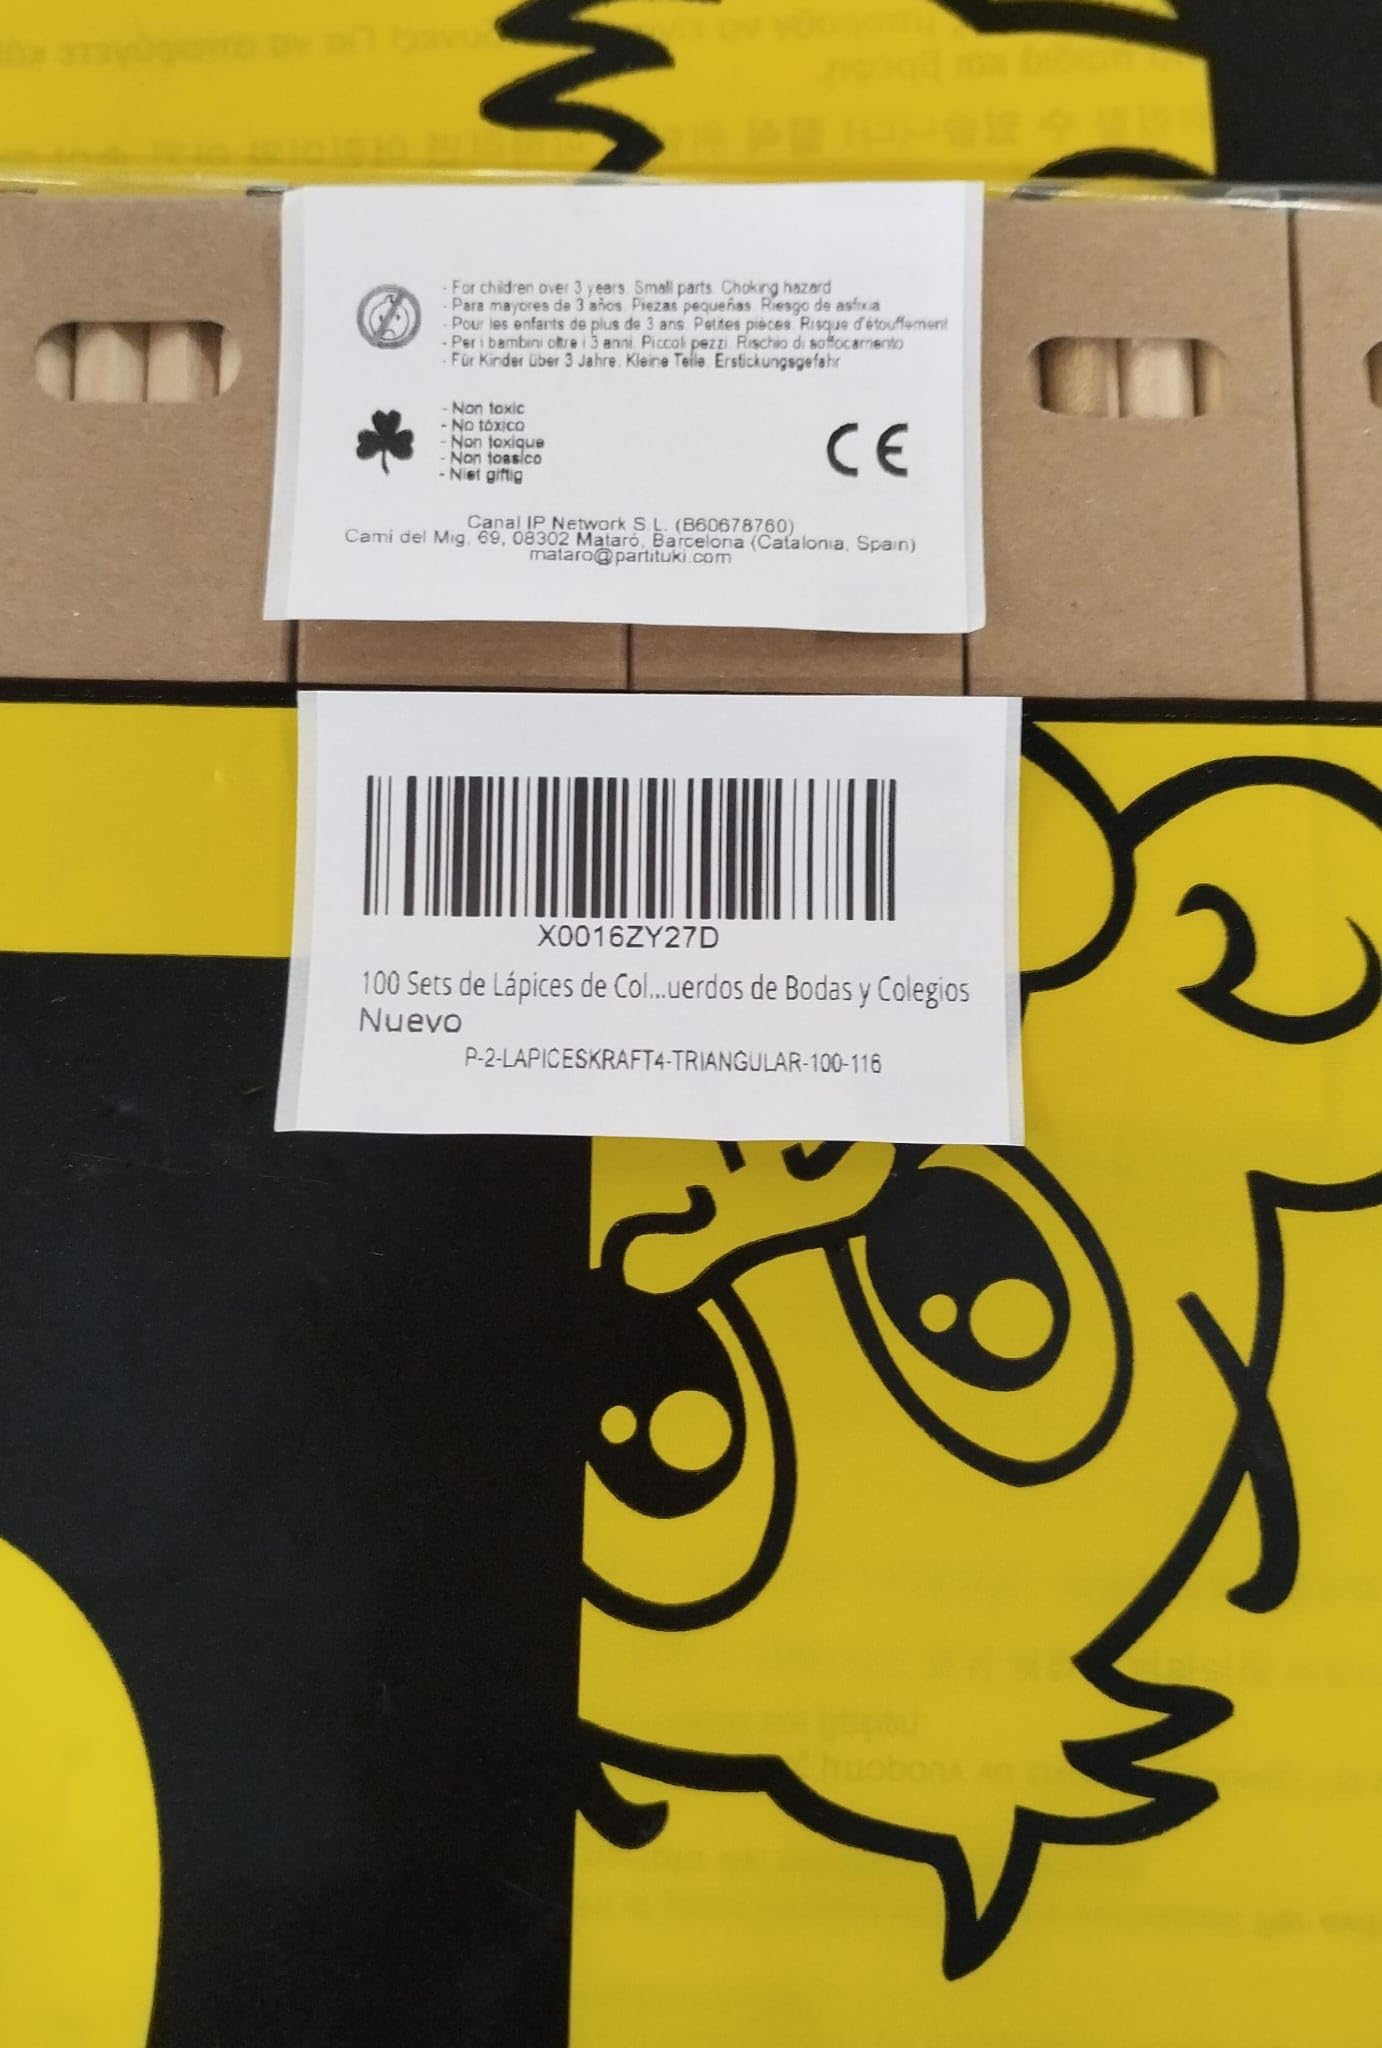 - For children over 3 years. Small parts. Choking hazard
- Para mayores de 3 años. Piezas pequeñas. Riesgo de asfixia
- Pour les enfants de plus de 3 ans. Petites pièces. Risque d'étouffement
- Per i bambini oltre i 3 anni. Piccoli pezzi. Rischio di soffocamento
- Für Kinder über 3 Jahre. Kleine Teile. Erstickungsgefahr
- Non toxic
- No tóxico
- Non toxique
- Non tossico
- Niet giftig
CE
Canal IP Network S.L. (B60678760)
Camí del Mig, 69, 08302 Mataró, Barcelona (Catalonia, Spain)
mataro@partituki.com
X0016ZY27D
100 Sets de Lápices de Col...uerdos de Bodas y Colegios
Nuevo
P-2-LAPICESKRAFT4-TRIANGULAR-100-116